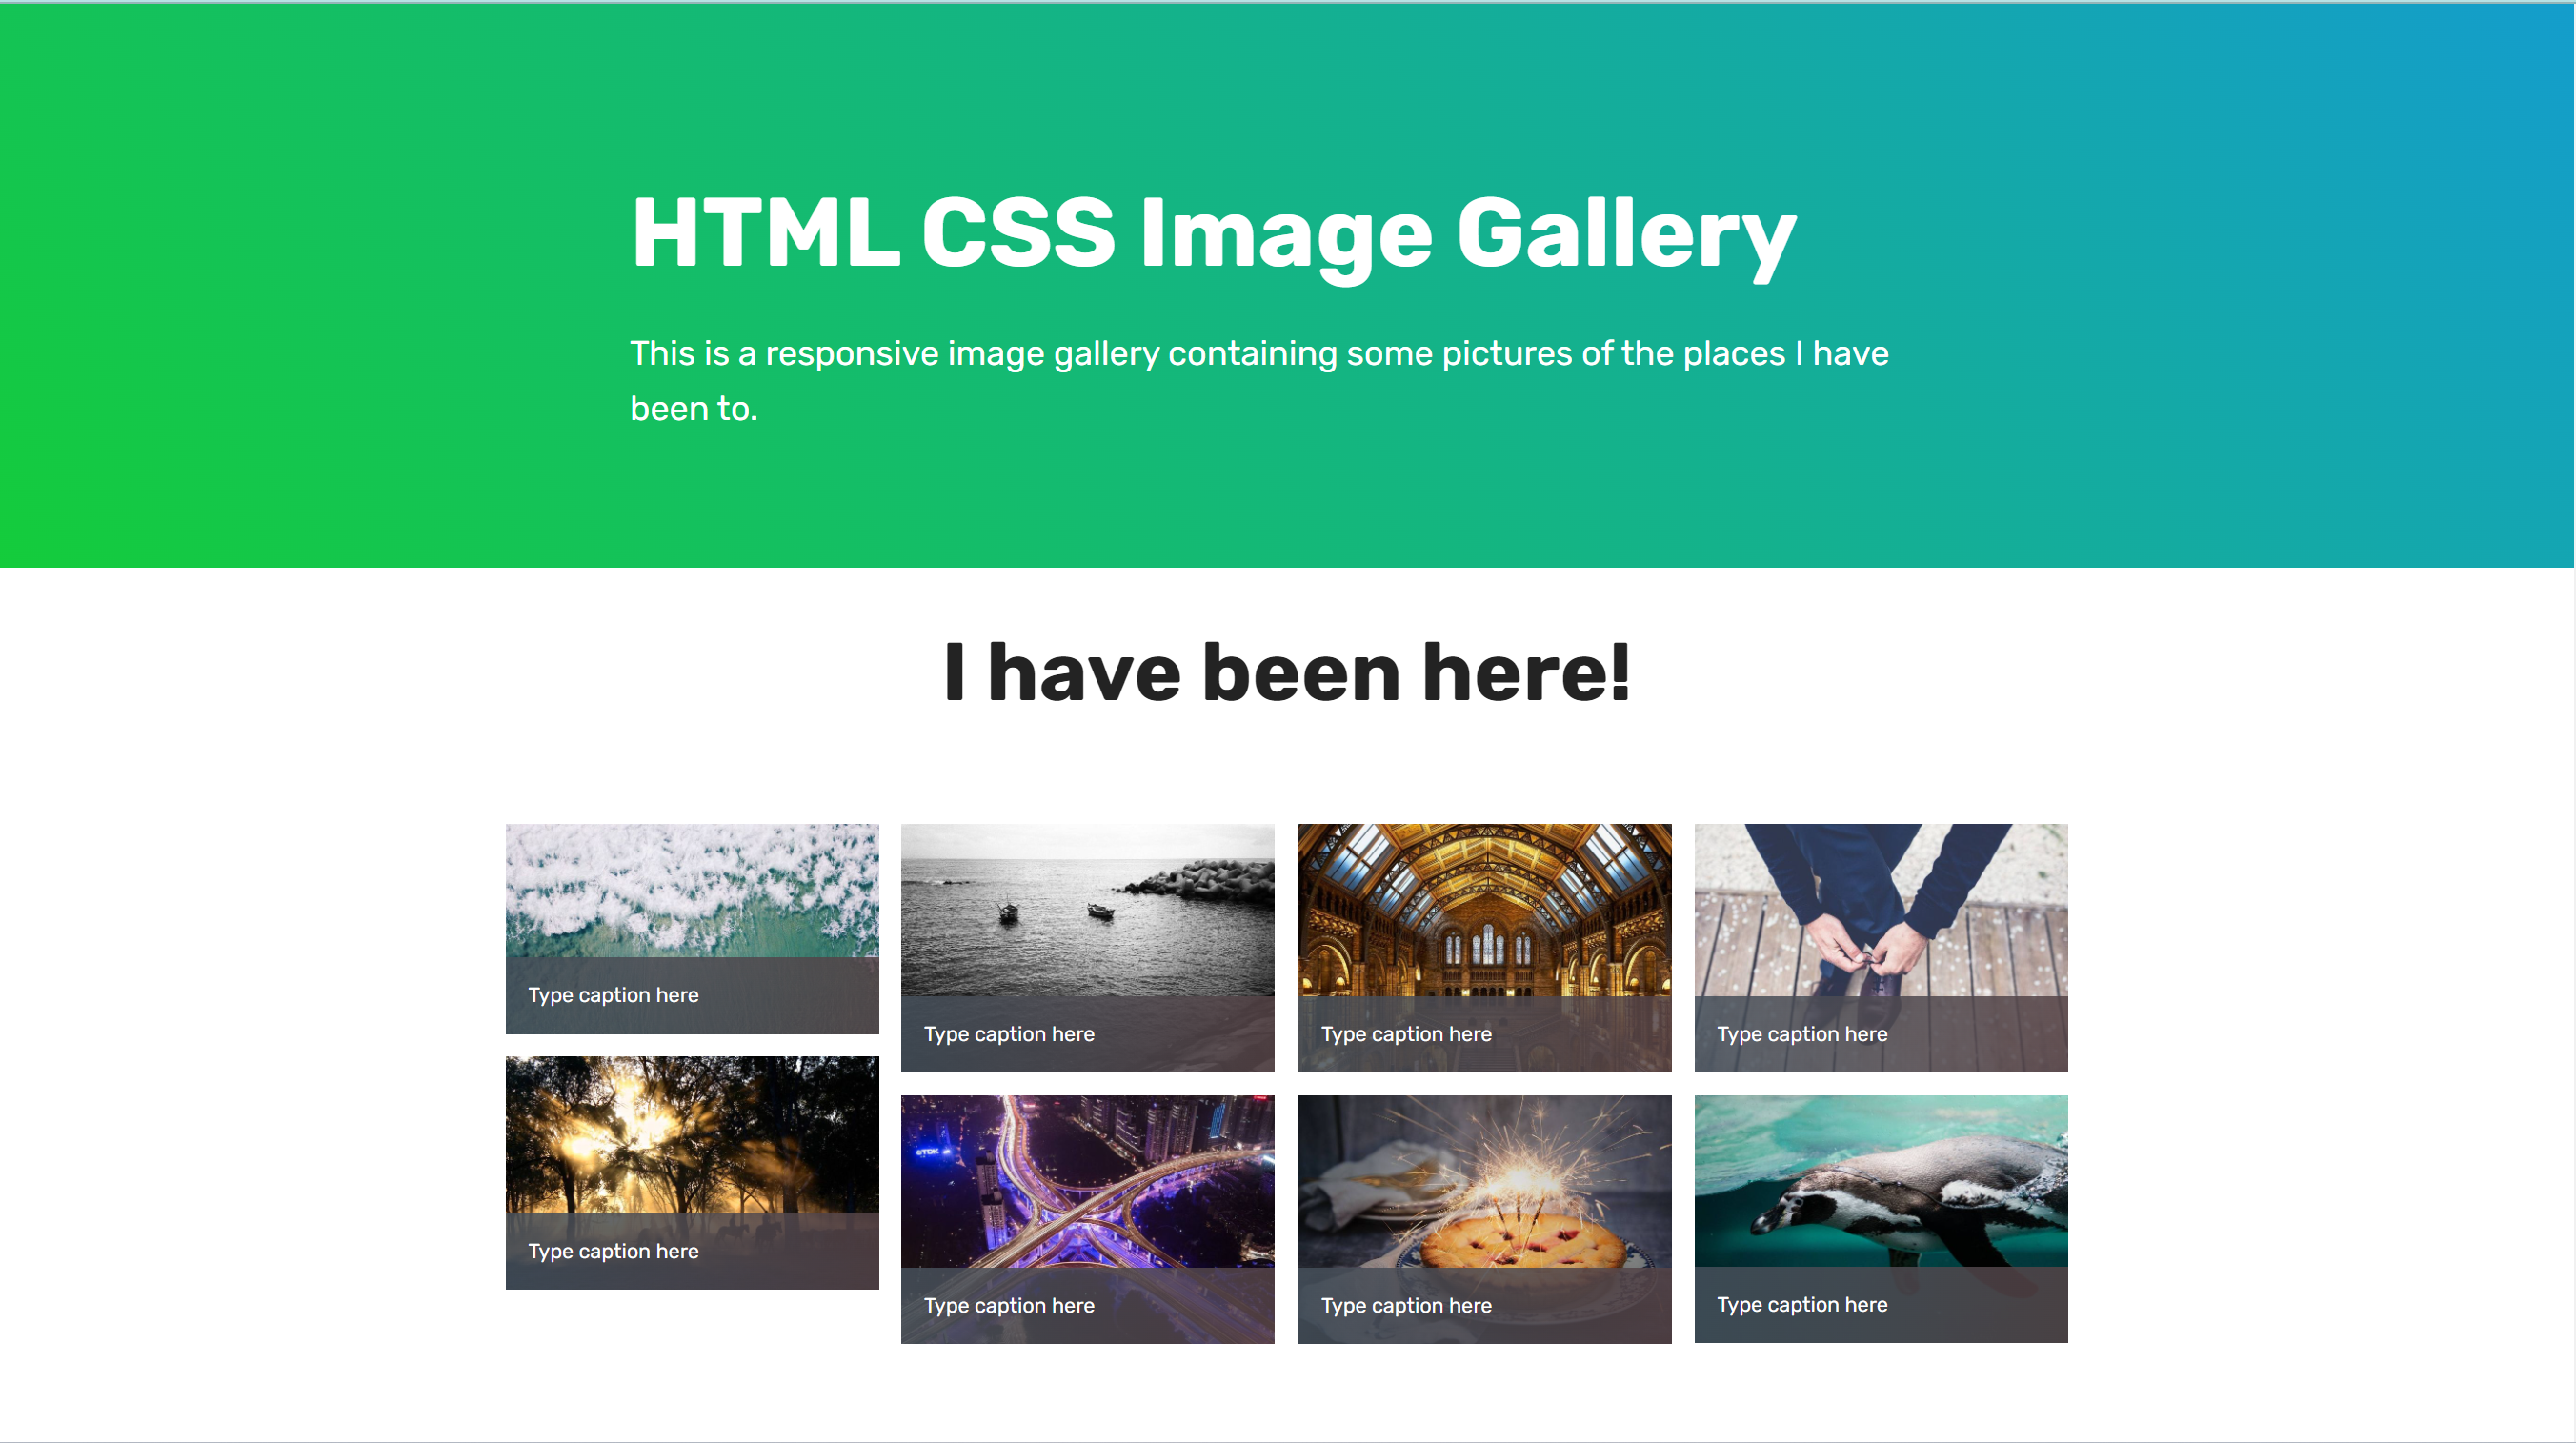 HTML CSS Image Gallery
This is a responsive image gallery containing some pictures of the places I have
been to.
I have been here!
Type caption here
Type caption here
Type caption here
Type caption here
Type caption here
TDK
Type caption here
Type caption here
Type caption here